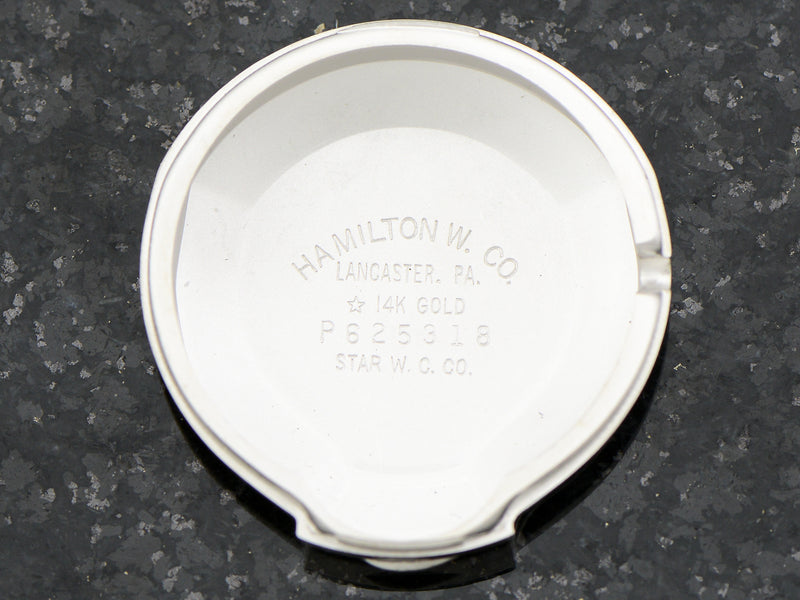 HAMILTON W. CO.
LANCASTER, PA.
☆ 14K GOLD
P625318
STAR W. C. CO.